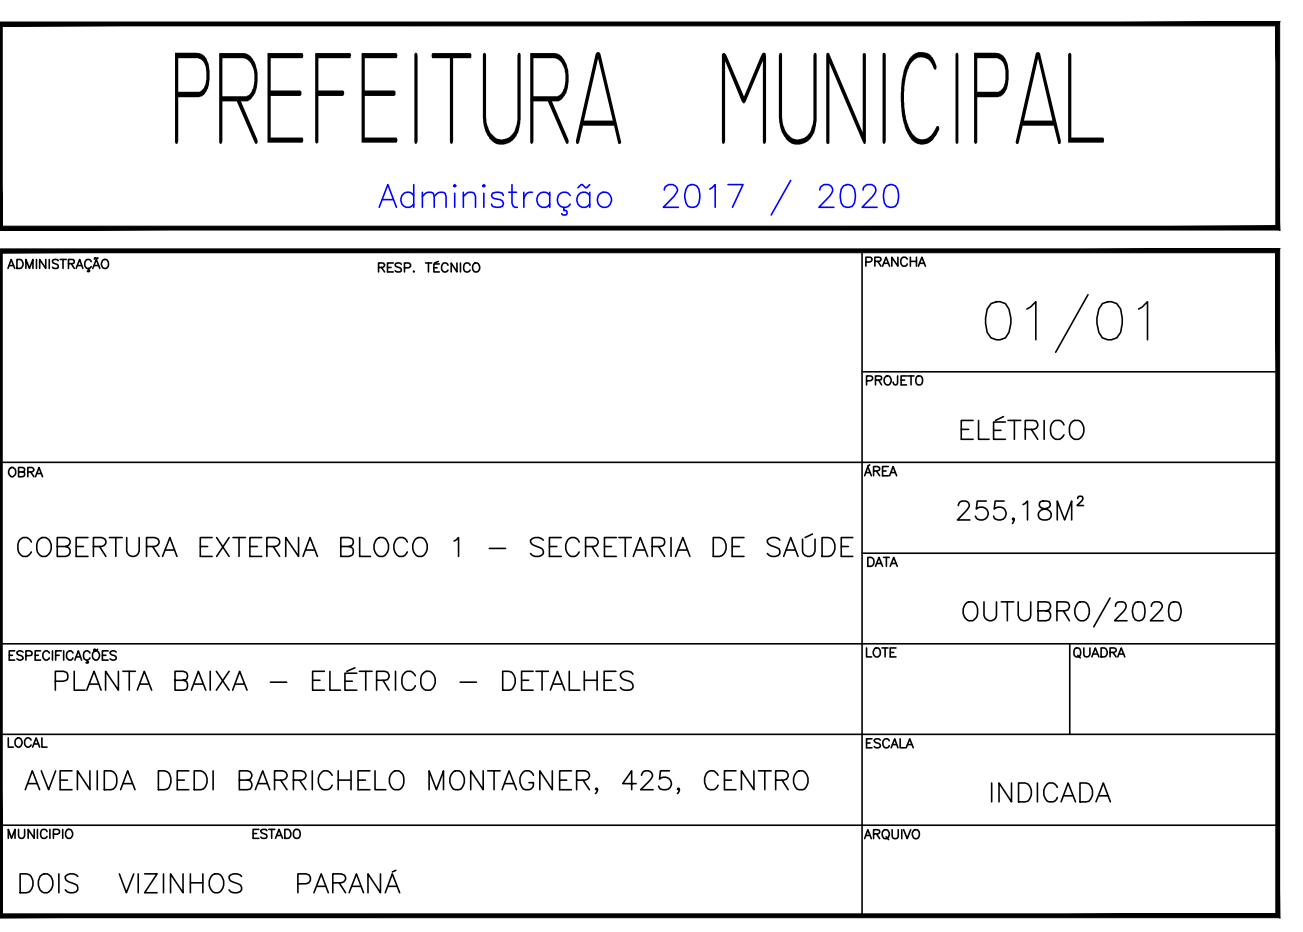 PREFEITURA MUNICIPAL
Administração 2017 / 2020
ADMINISTRAÇÃO
RESP. TÉCNICO
PRANCHA
01/01
PROJETO
ELÉTRICO
OBRA
COBERTURA EXTERNA BLOCO 1 – SECRETARIA DE SAÚDE
ÁREA
255,18M²
DATA
OUTUBRO/2020
ESPECIFICAÇÕES
PLANTA BAIXA – ELÉTRICO – DETALHES
LOTE
QUADRA
LOCAL
AVENIDA DEDI BARRICHELO MONTAGNER, 425, CENTRO
ESCALA
INDICADA
MUNICIPIO
ESTADO
DOIS VIZINHOS PARANÁ
ARQUIVO